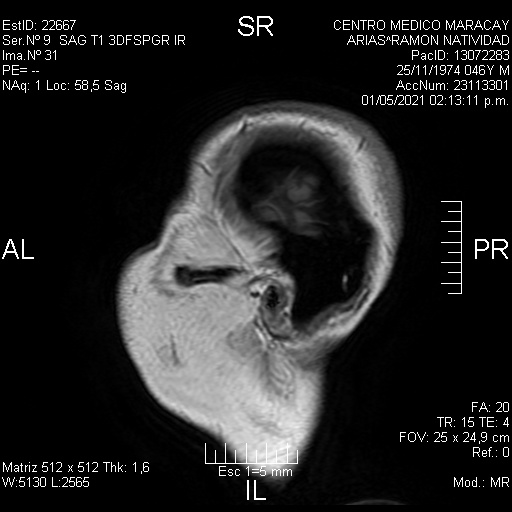 EstID: 22667
Ser.Nº 9 SAG T1 3DFSPGR IR
Ima.Nº 31
PE= --
NAq: 1 Loc: 58,5 Sag
SR
CENTRO MEDICO MARACAY
ARIAS^RAMON NATIVIDAD
PacID: 13072283
25/11/1974 046Y M
AccNum: 23113301
01/05/2021 02:13:11 p.m.
AL
PR
FA: 20
TR: 15 TE: 4
FOV: 25 x 24,9 cm
Ref.: 0
Matriz 512 x 512 Thk: 1,6
W:5130 L:2565
Esc 1=5 mm
IL
Mod.: MR